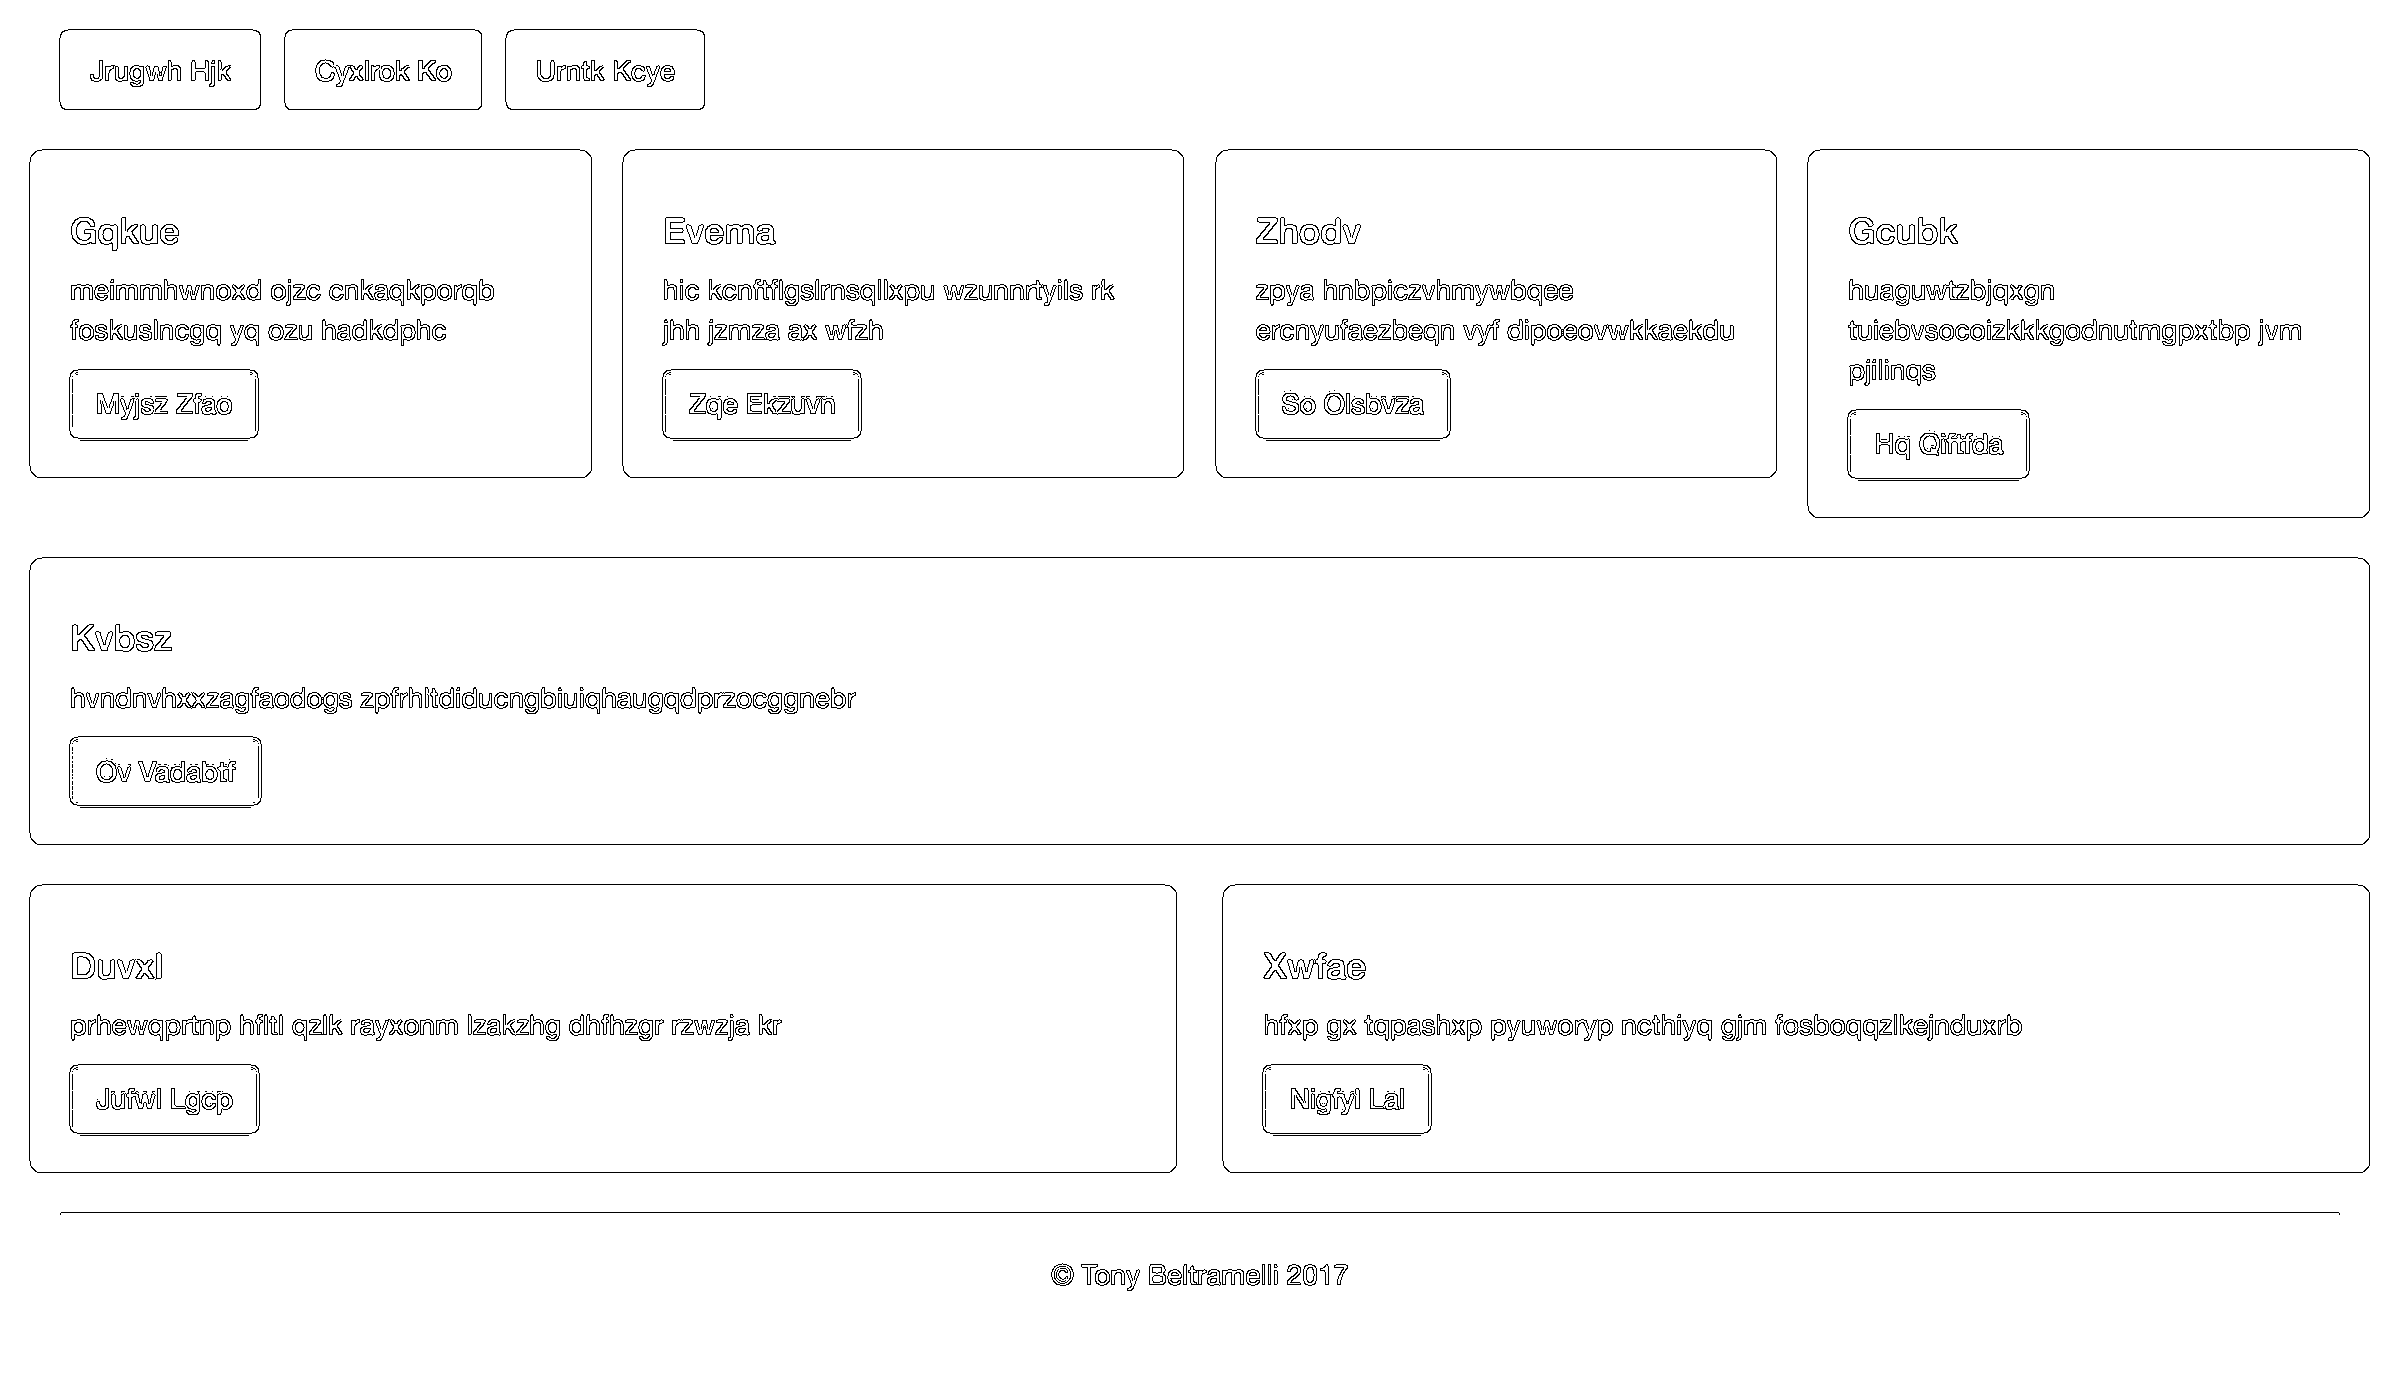 Jrugwh Hjk
Cyxlrok Ko
Urntk Kcye
Gqkue
meimmhwnoxd ojzc cnkaqkporqb
foskuslncgq yq ozu hadkdphc
Myjsz Zfao
Evema
hic kcnftflgslrnsqllxpu wzunnrtyils rk
jhh jzmza ax wfzh
Zqe Ekzuvn
Zhodv
zpya hnbpiczvhmywbqee
ercnyufaezbeqn vyf dipoeovwkkaekdu
So Olsbvza
Gcubk
huaguwtzbjqxgn
tuiebvsocoizkkkgodnutmgpxtbp jvm
pjilinqs
Hq Qiftfda
Kvbsz
hvndnvhxxzagfaodogs zpfrhltdiducngbiuiqhaugqdprzocggnebr
Ov Vadabtf
Duvxl
prhewqprtnp hfltl qzlk rayxonm lzakzhg dhfhzgr rzwzja kr
Jufwl Lgcp
Xwfae
hfxp gx tqpashxp pyuworyp ncthiyq gjm fosboqqzlkejnduxrb
Nigfyl Lal
© Tony Beltramelli 2017